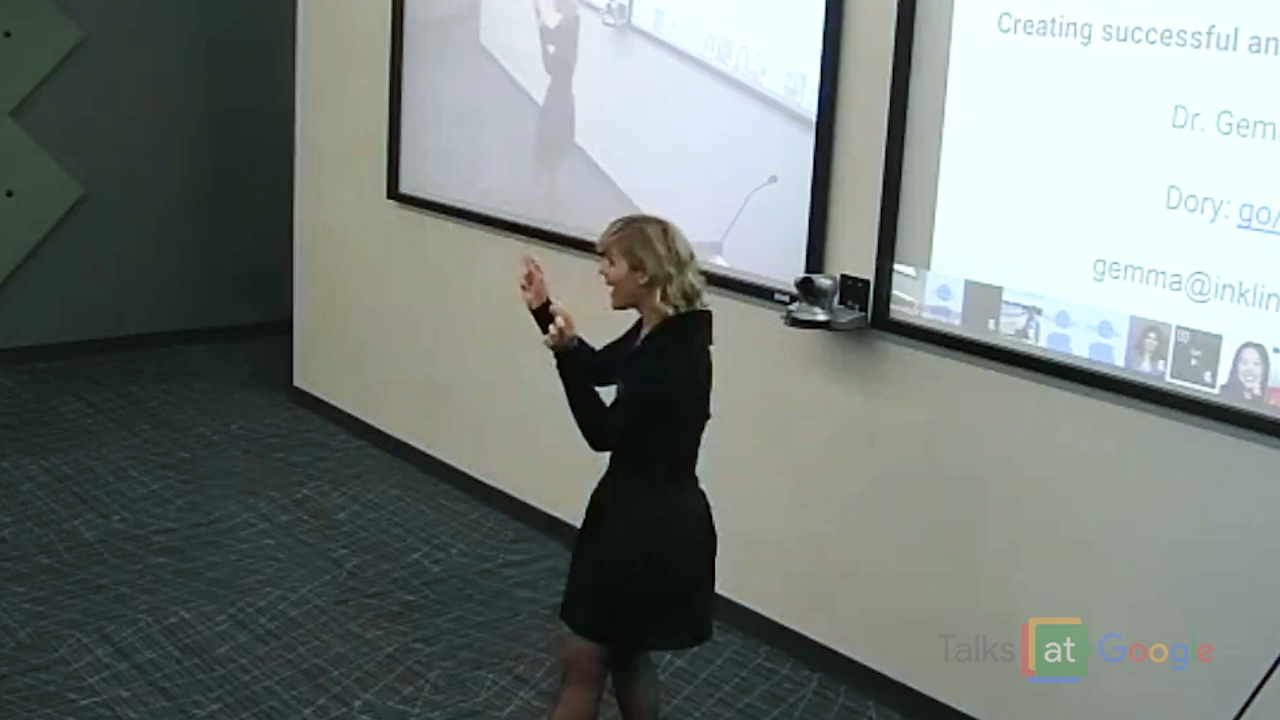 Creating successful an
Dr. Gem
Dory: go/
gemma@inklin
Talks at Google